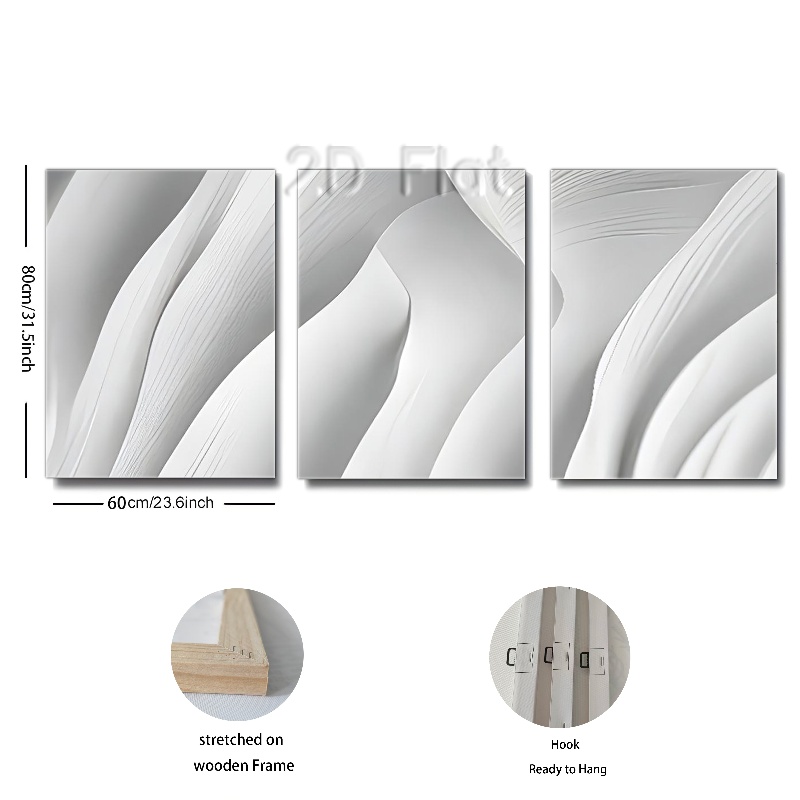 2D Flat
80cm/31.5inch
60cm/23.6inch
stretched on
wooden Frame
Hook
Ready to Hang